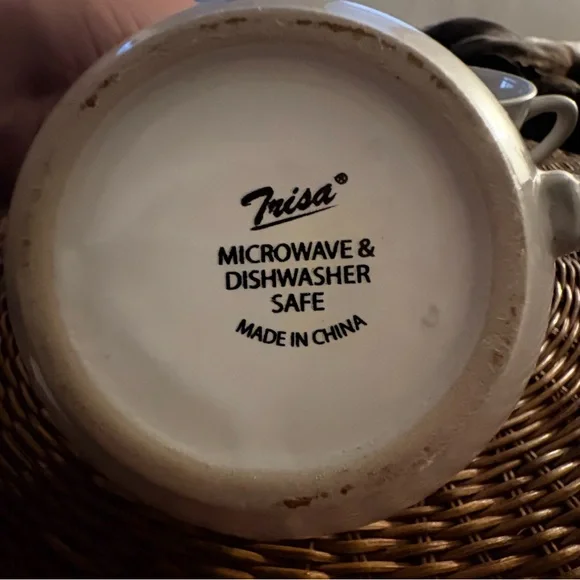 Trisa®
MICROWAVE &
DISHWASHER
SAFE
MADE IN CHINA